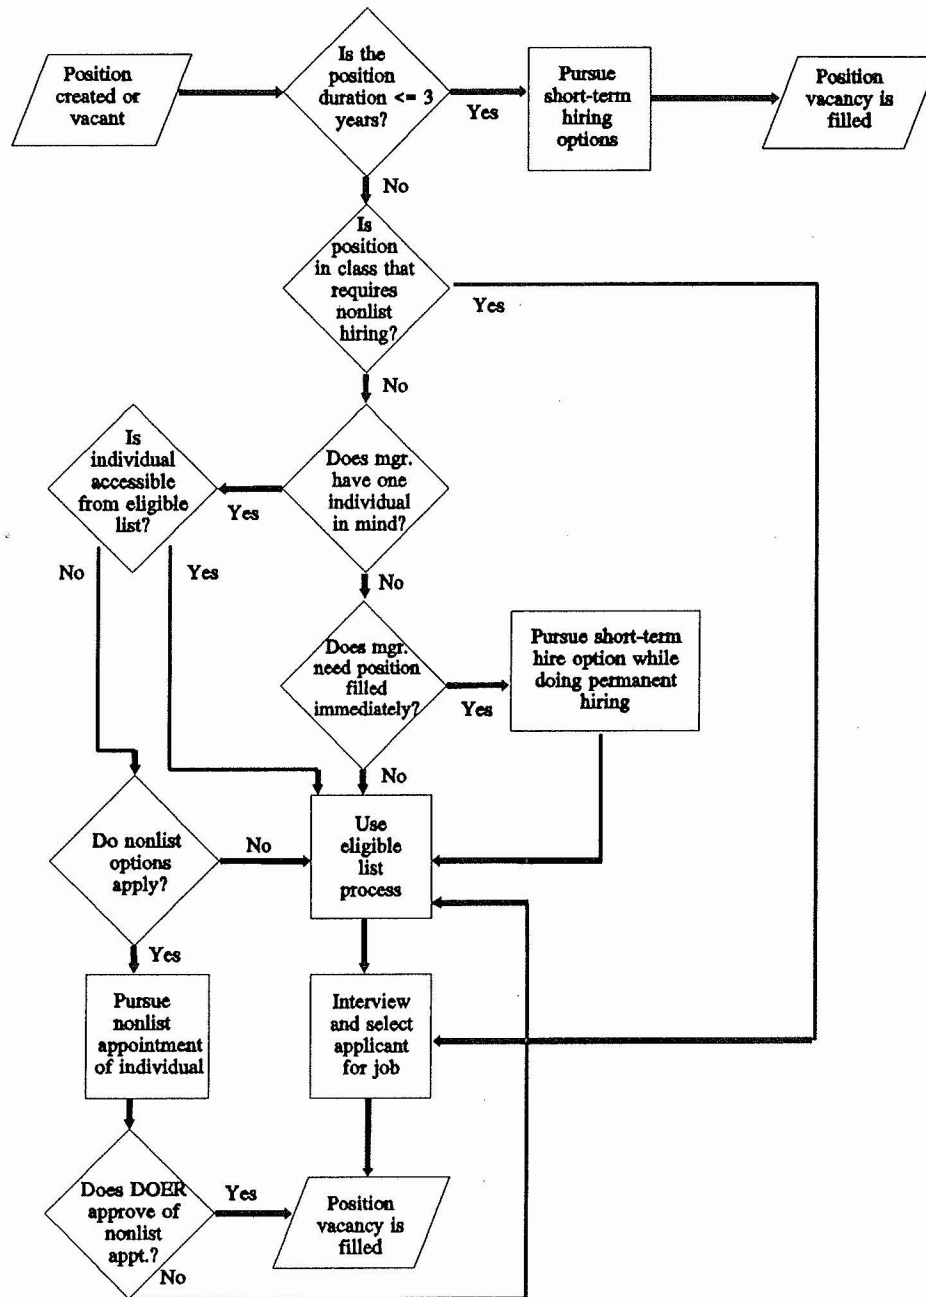 Position
created or
vacant
Is the
position
duration <= 3
years?
Yes
Pursue
short-term
hiring
options
Position
vacancy is
filled
No
Is
position
in class that
requires
nonlist
hiring?
Yes
No
Is
individual
accessible
from eligible
list?
Yes
Does mgr.
have one
individual
in mind?
No
Yes
No
Does mgr.
need position
filled
immediately?
Yes
Pursue short-term
hire option while
doing permanent
hiring
No
Do nonlist
options
apply?
No
Use
eligible
list
process
Yes
Pursue
nonlist
appointment
of individual
Interview
and select
applicant
for job
Does DOER
approve of
nonlist
appt.?
Yes
Position
vacancy is
filled
No